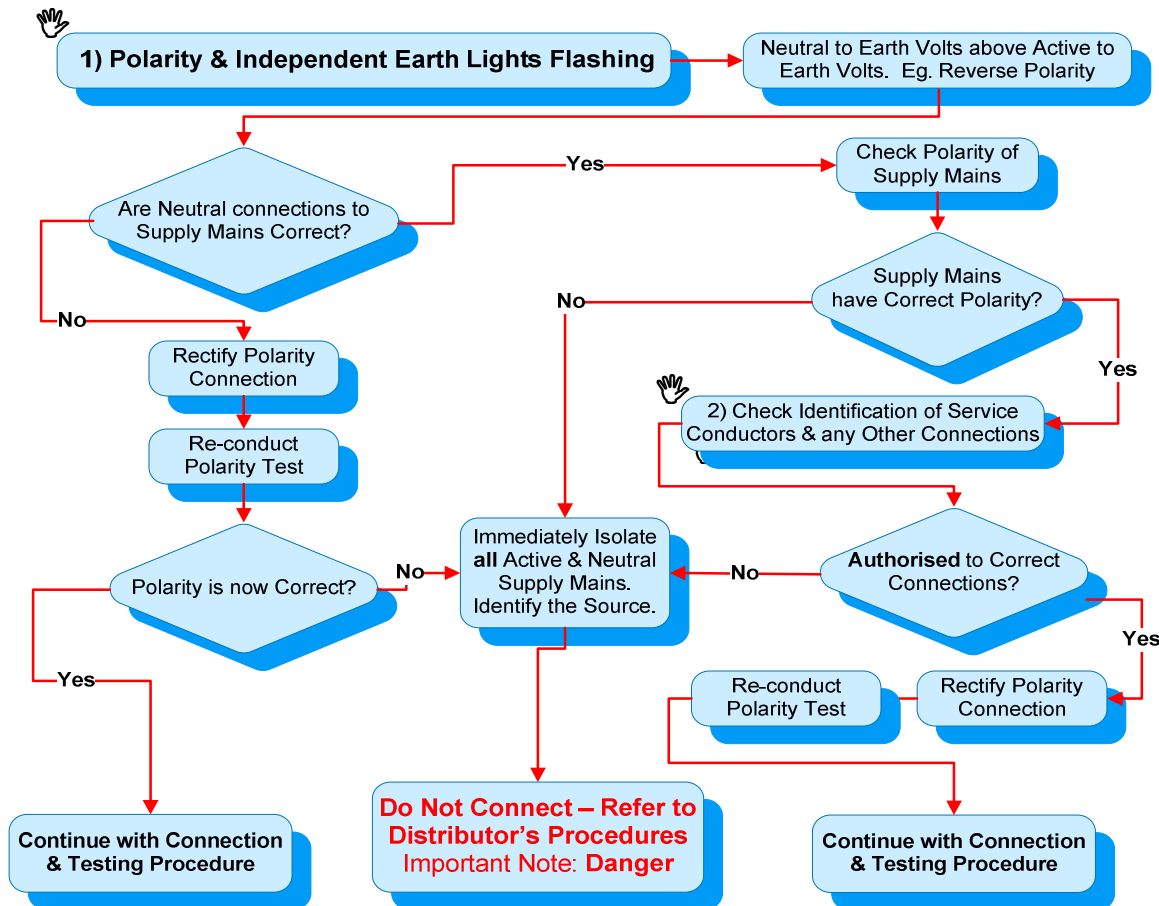 1) Polarity & Independent Earth Lights Flashing
Neutral to Earth Volts above Active to
Earth Volts.  Eg. Reverse Polarity
Are Neutral connections to
Supply Mains Correct?
Yes
Check Polarity of
Supply Mains
Supply Mains
have Correct Polarity?
No
No
Rectify Polarity
Connection
Yes
2) Check Identification of Service
Conductors & any Other Connections
Re-conduct
Polarity Test
Immediately Isolate
all Active & Neutral
Supply Mains.
Identify the Source.
Authorised to Correct
Connections?
No
Polarity is now Correct?
No
Yes
Yes
Re-conduct
Polarity Test
Rectify Polarity
Connection
Continue with Connection
& Testing Procedure
Do Not Connect – Refer to
Distributor's Procedures
Important Note: Danger
Continue with Connection
& Testing Procedure